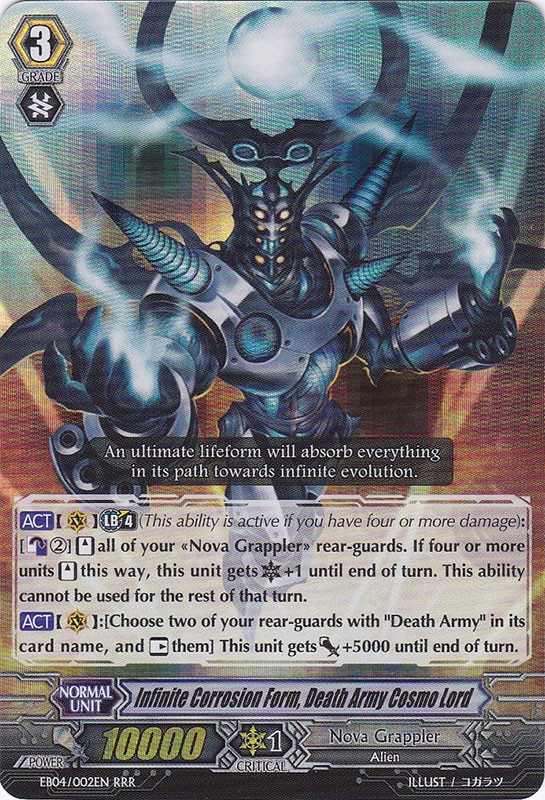 3
GRADE
An ultimate lifeform will absorb everything
in its path towards infinite evolution.
ACT【 】LB 4 (This ability is active if you have four or more damage):
[ ②] all of your «Nova Grappler» rear-guards. If four or more
units this way, this unit gets +1 until end of turn. This ability
cannot be used for the rest of that turn.
ACT【 】:[Choose two of your rear-guards with "Death Army" in its
card name, and them] This unit gets +5000 until end of turn.
NORMAL
UNIT
Infinite Corrosion Form, Death Army Cosmo Lord
POWER
10000
1
CRITICAL
Nova Grappler
Alien
EB04/002EN RRR
ILLUST / コガラツ